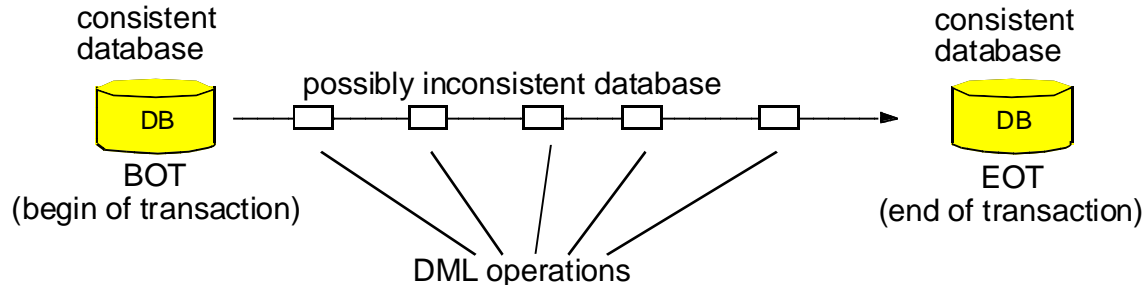 consistent
database
consistent
database
possibly inconsistent database
DB
DB
BOT
(begin of transaction)
EOT
(end of transaction)
DML operations